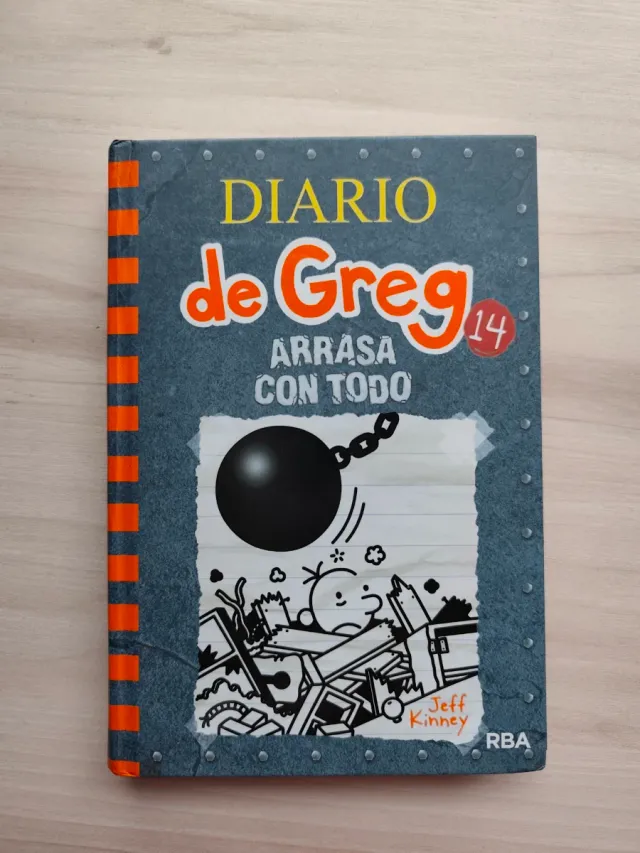 DIARIO
de Greg
14
ARRASA
CON TODO
Jeff
Kinney
RBA